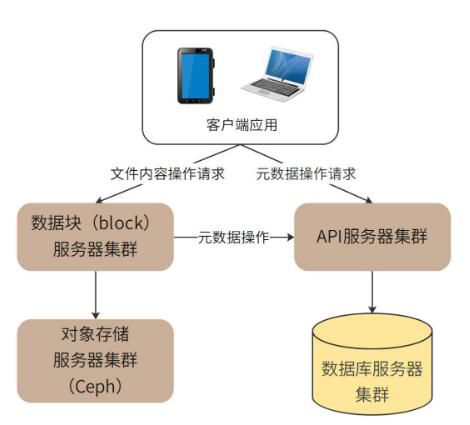 客户端应用
文件内容操作请求
元数据操作请求
数据块（block）
服务器集群
元数据操作
API服务器集群
对象存储
服务器集群
（Ceph）
数据库服务器
集群